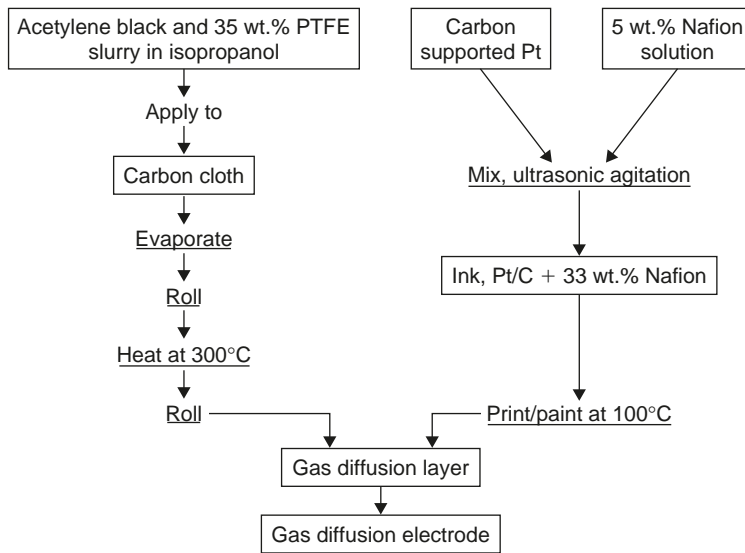 Acetylene black and 35 wt.% PTFE
slurry in isopropanol
Apply to
Carbon cloth
Evaporate
Roll
Heat at 300°C
Roll
Carbon
supported Pt
5 wt.% Nafion
solution
Mix, ultrasonic agitation
Ink, Pt/C + 33 wt.% Nafion
Print/paint at 100°C
Gas diffusion layer
Gas diffusion electrode